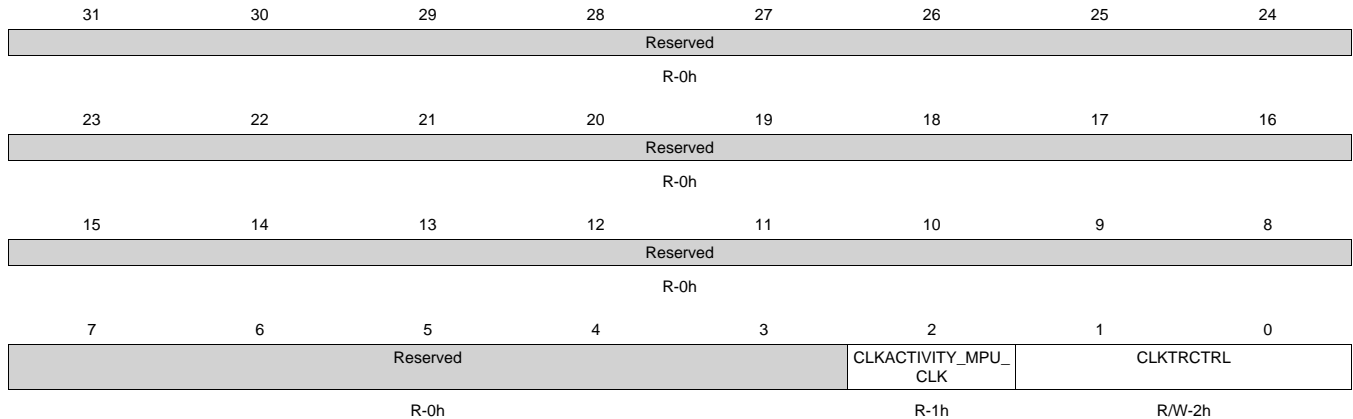 31 30 29 28 27 26 25 24
Reserved
R-0h
23 22 21 20 19 18 17 16
Reserved
R-0h
15 14 13 12 11 10 9 8
Reserved
R-0h
7 6 5 4 3 2 1 0
Reserved CLKACTIVITY_MPU_ CLKTRCTRL
CLK
R-0h R-1h R/W-2h